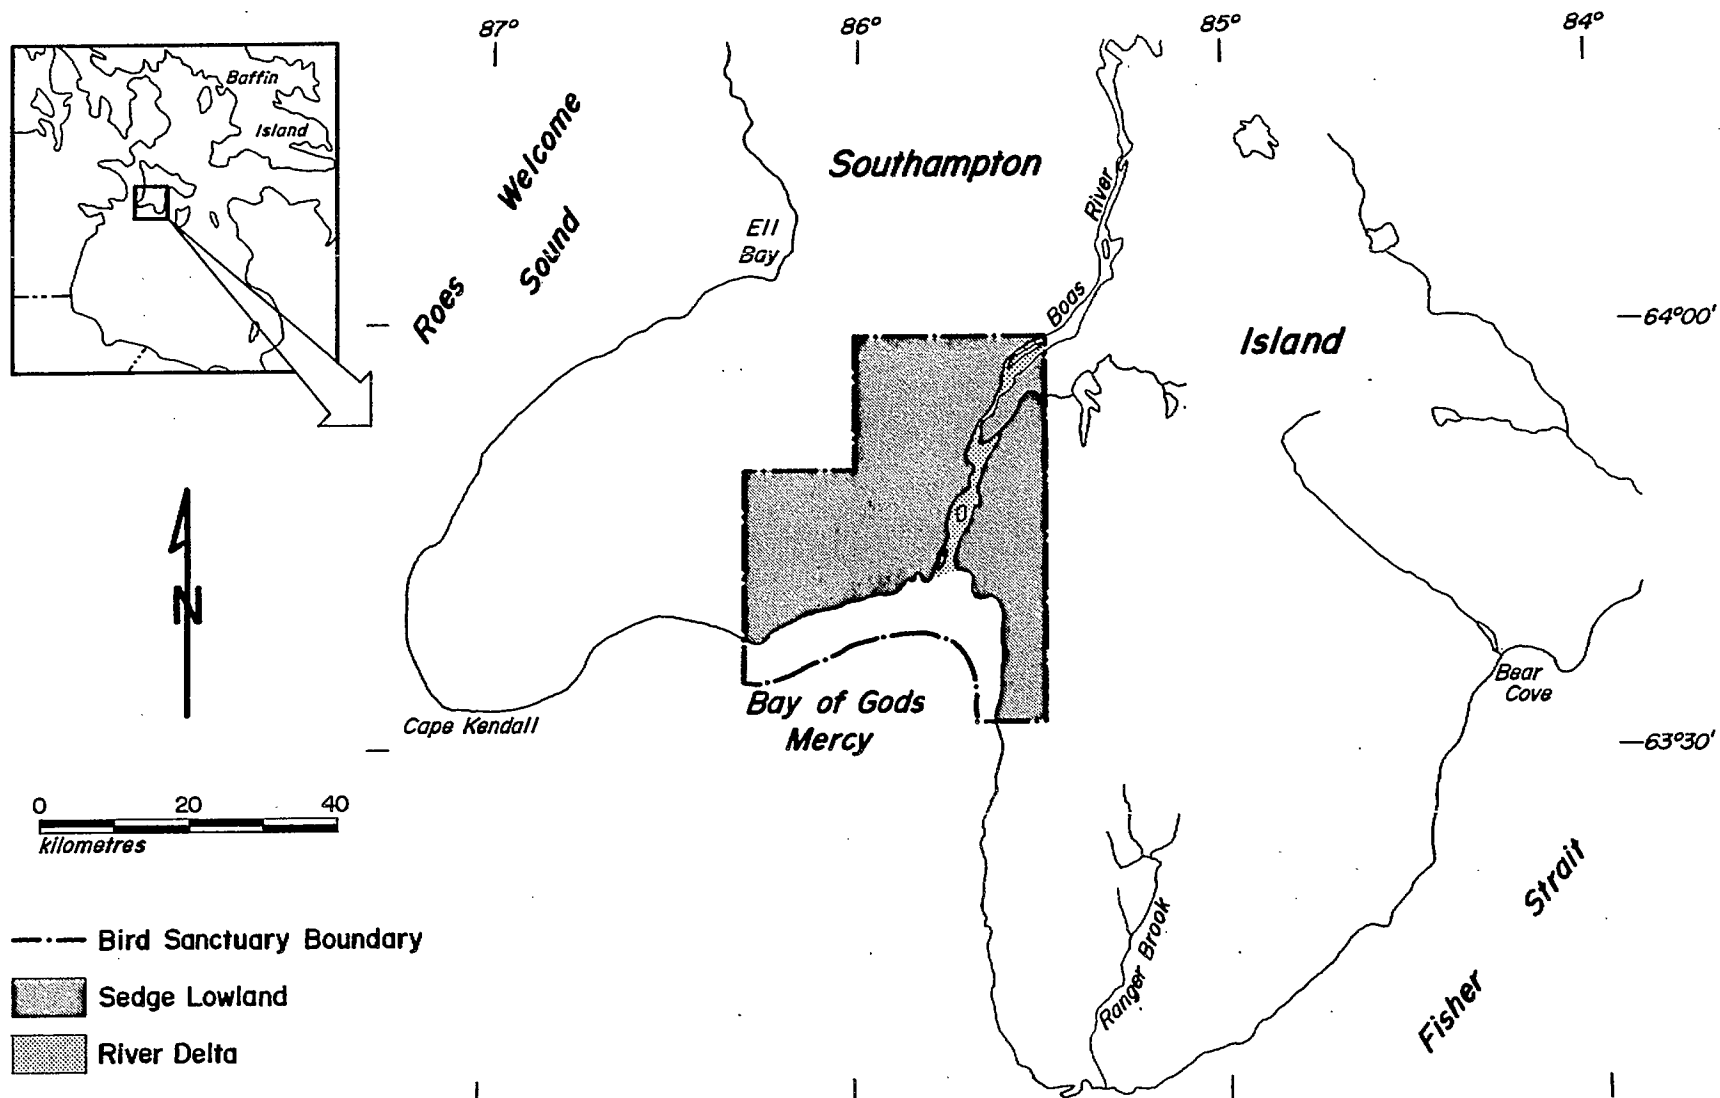 87°
86°
85°
84°
Baffin
Island
Roes Welcome
Sound
Southampton
Island
Ell
Bay
Boas River
64°00'
63°30'
N
Cape Kendall
Bay of Gods
Mercy
Bear
Cove
Ranger Brook
Fisher Strait
0 20 40
kilometres
Bird Sanctuary Boundary
Sedge Lowland
River Delta